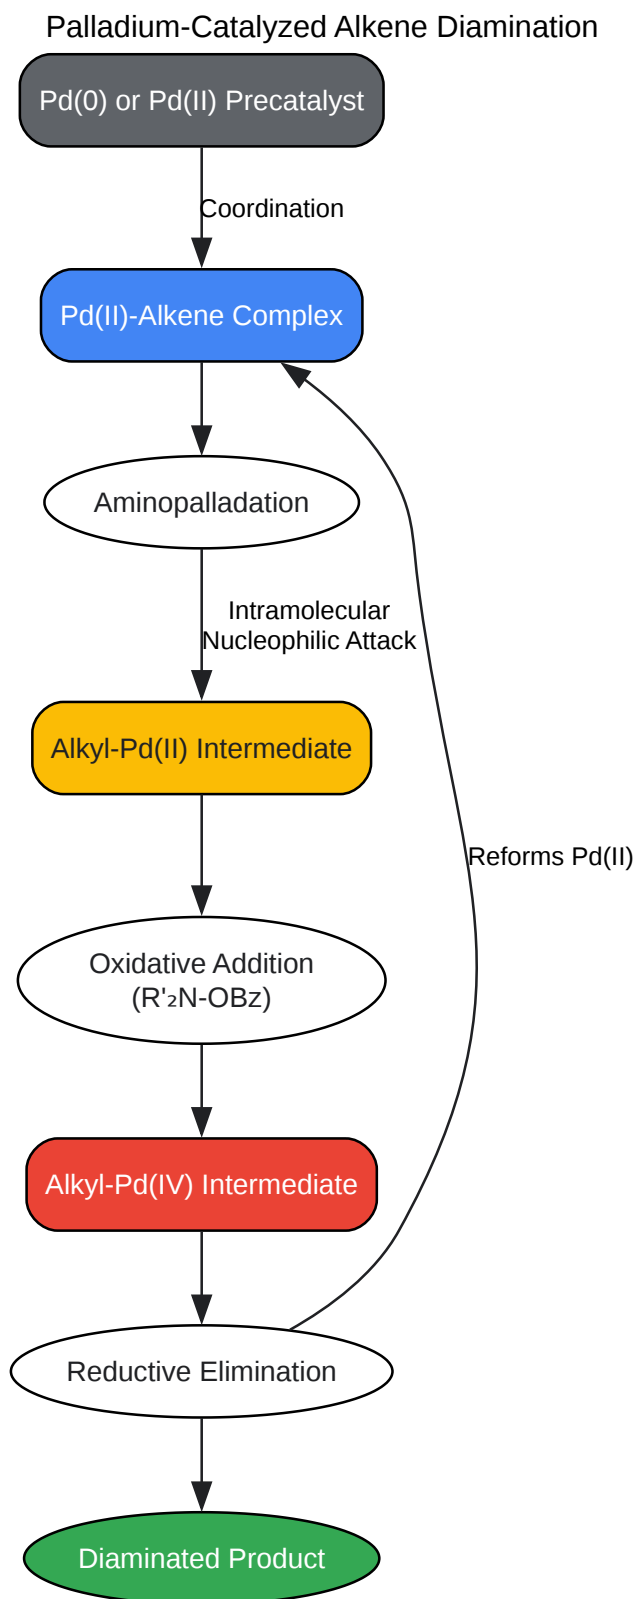 Palladium-Catalyzed Alkene Diamination
Pd(0) or Pd(II) Precatalyst
Coordination
Pd(II)-Alkene Complex
Aminopalladation
Intramolecular
Nucleophilic Attack
Alkyl-Pd(II) Intermediate
Reforms Pd(II)
Oxidative Addition
(R'₂N-OBz)
Alkyl-Pd(IV) Intermediate
Reductive Elimination
Diaminated Product